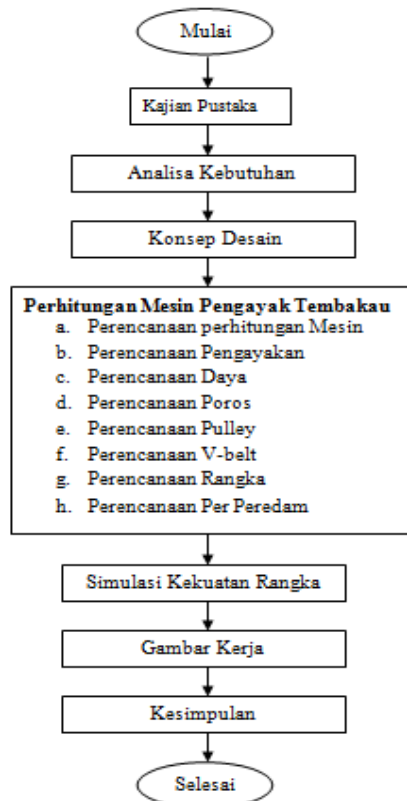 Mulai
Kajian Pustaka
Analisa Kebutuhan
Konsep Desain
Perhitungan Mesin Pengayak Tembakau
a. Perencanaan perhitungan Mesin
b. Perencanaan Pengayakan
c. Perencanaan Daya
d. Perencanaan Poros
e. Perencanaan Pulley
f. Perencanaan V-belt
g. Perencanaan Rangka
h. Perencanaan Per Peredam
Simulasi Kekuatan Rangka
Gambar Kerja
Kesimpulan
Selesai